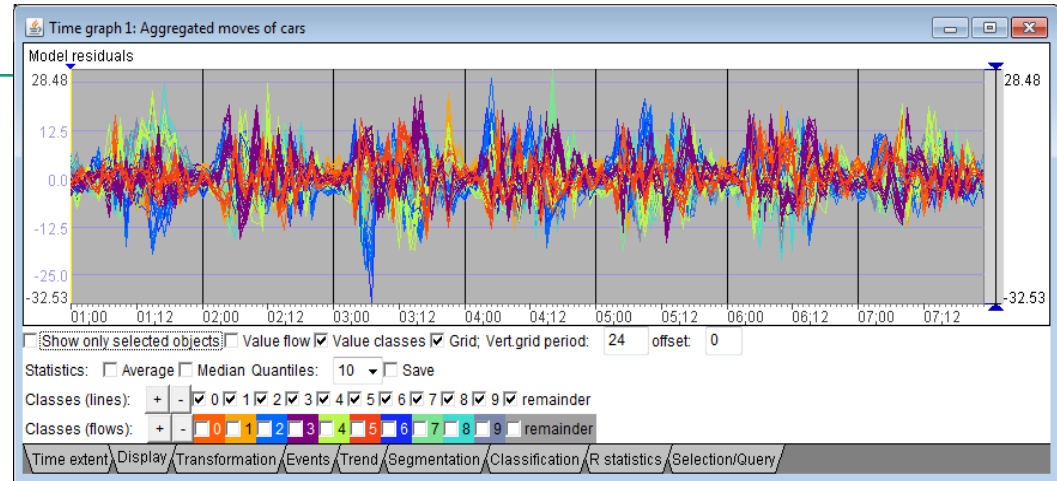 Time graph 1: Aggregated moves of cars
Model residuals
28.48 28.48
12.5
0.0
-12.5
-25.0
-32.53 -32.53
01;00 01;12 02;00 02;12 03;00 03;12 04;00 04;12 05;00 05;12 06;00 06;12 07;00 07;12
Show only selected objects Value flow Value classes Grid; Vert.grid period: 24 offset: 0
Statistics: Average Median Quantiles: 10 Save
Classes (lines): + - 0 1 2 3 4 5 6 7 8 9 remainder
Classes (flows): + - 0 1 2 3 4 5 6 7 8 9 remainder
Time extent Display Transformation Events Trend Segmentation Classification R statistics Selection/Query